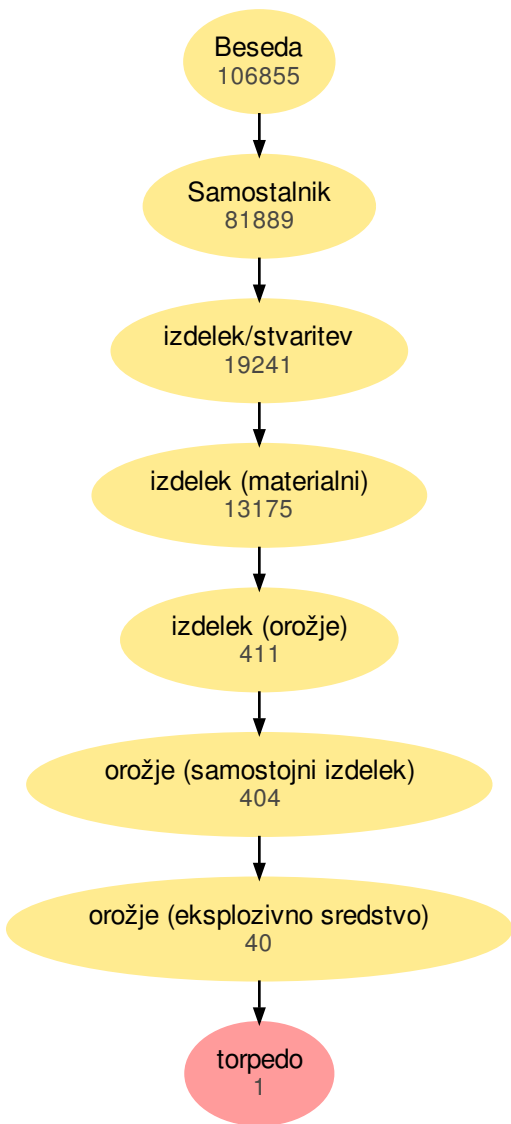 Beseda
106855
Samostalnik
81889
izdelek/stvaritev
19241
izdelek (materialni)
13175
izdelek (orožje)
411
orožje (samostojni izdelek)
404
orožje (eksplozivno sredstvo)
40
torpedo
1